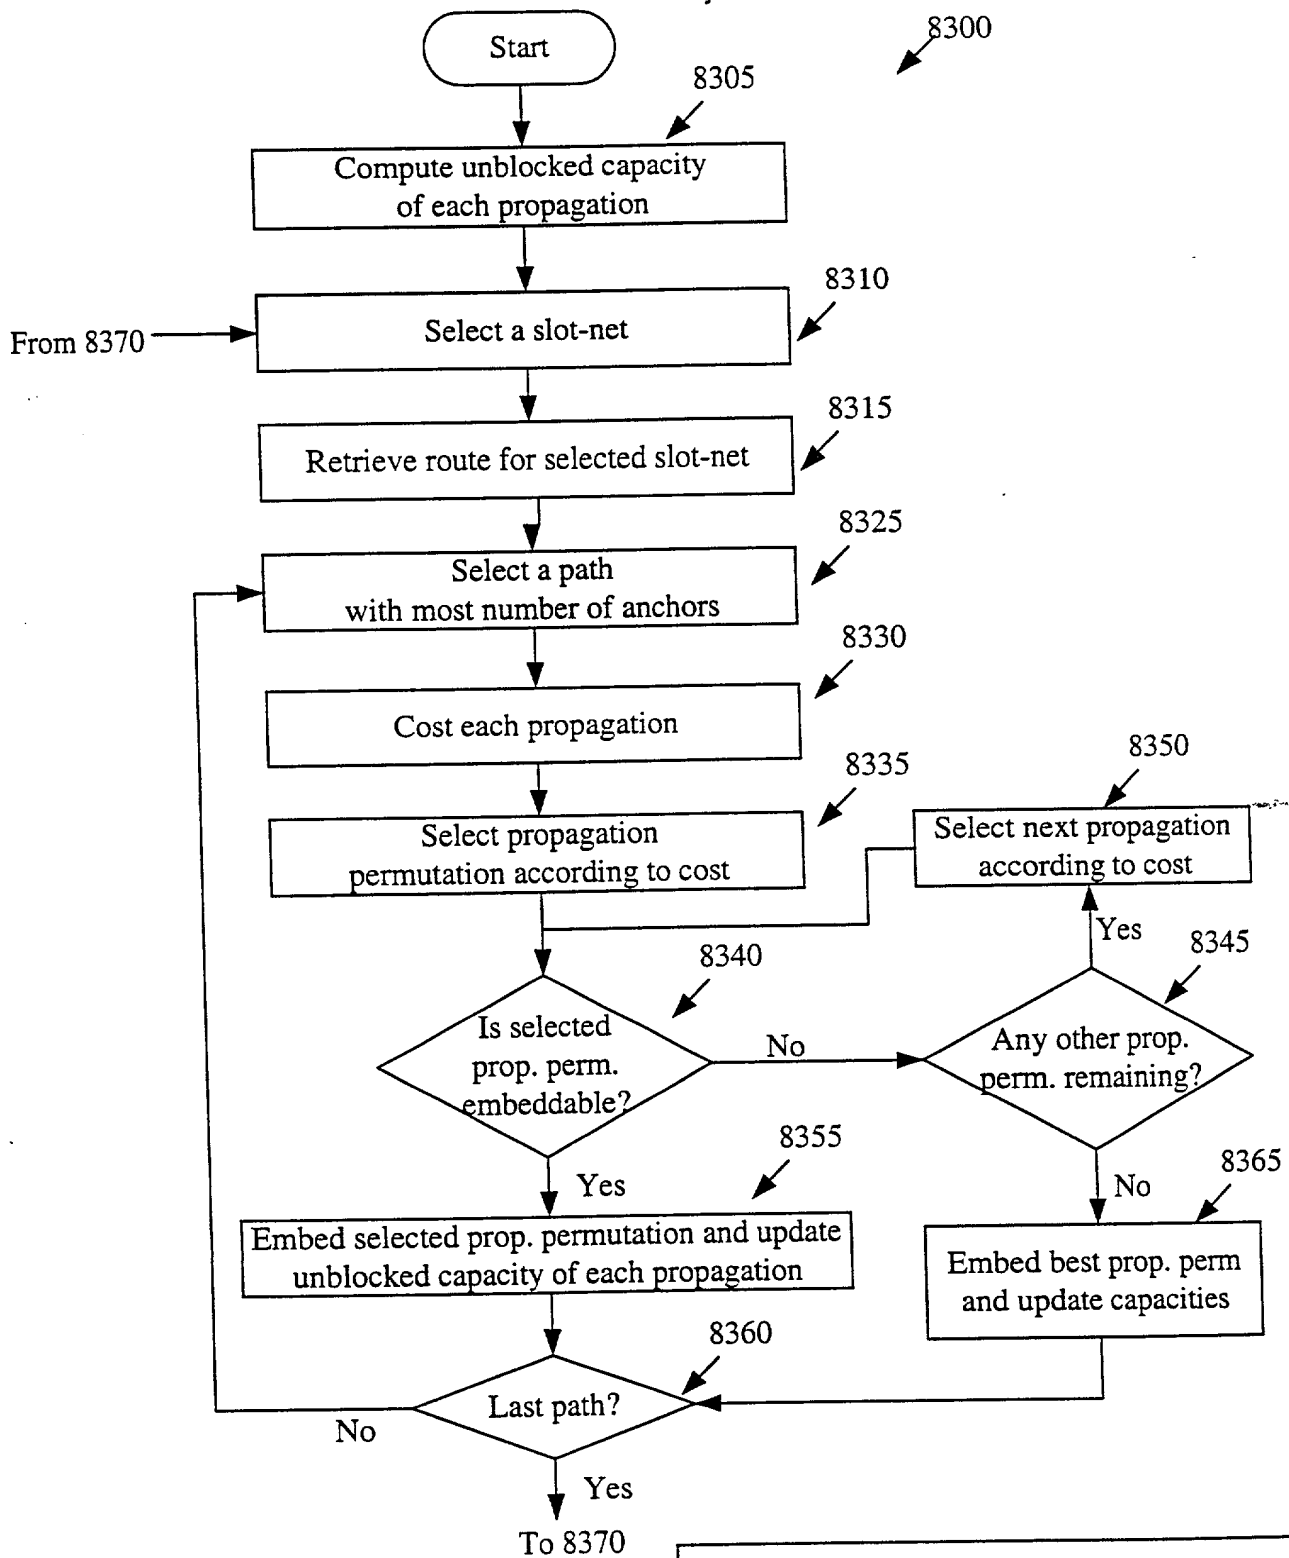 8300
Start
8305
Compute unblocked capacity
of each propagation
8310
From 8370
Select a slot-net
8315
Retrieve route for selected slot-net
8325
Select a path
with most number of anchors
8330
Cost each propagation
8335
Select propagation
permutation according to cost
8350
Select next propagation
according to cost
Yes
8345
8340
Is selected
prop. perm.
embeddable?
No
Any other prop.
perm. remaining?
8355
Yes
No
8365
Embed selected prop. permutation and update
unblocked capacity of each propagation
Embed best prop. perm
and update capacities
8360
Last path?
No
Yes
To 8370